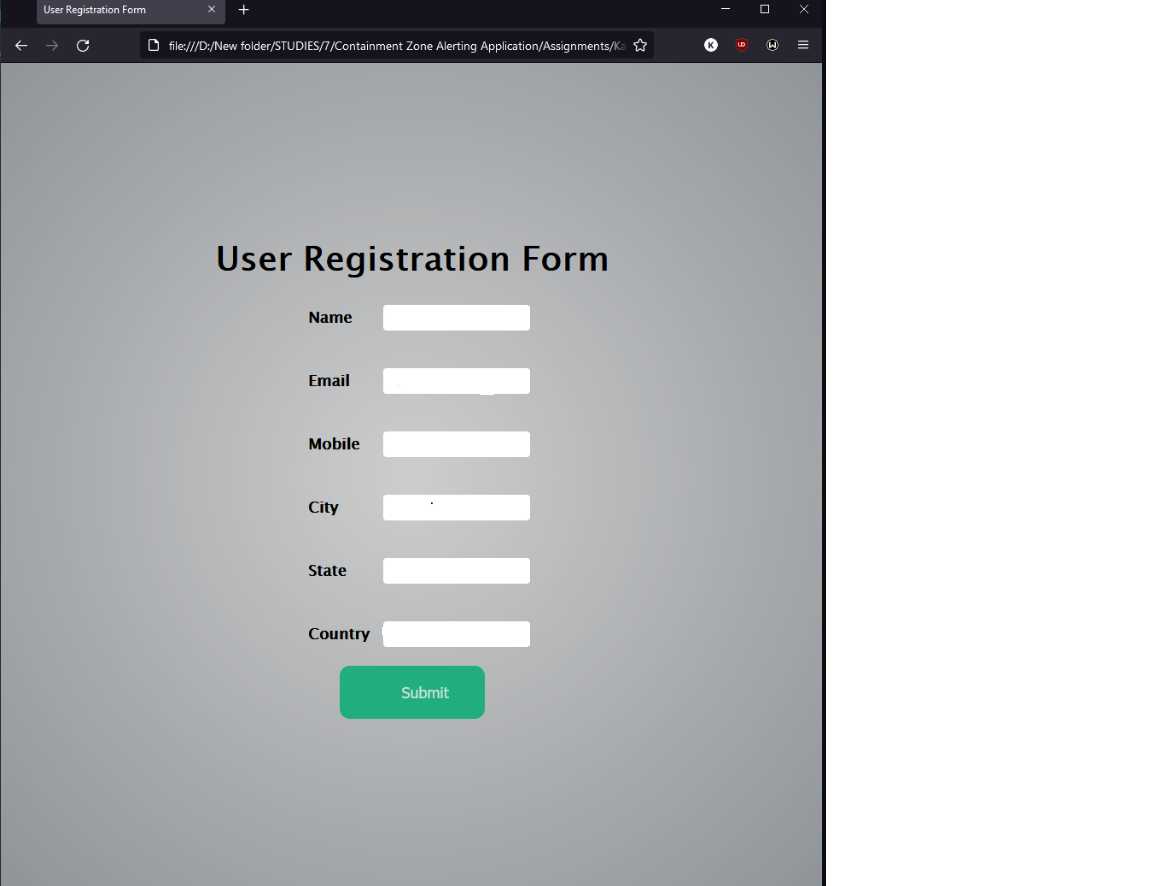 User Registration Form
file:///D:/New folder/STUDIES/7/Containment Zone Alerting Application/Assignments/Ka
K
UD
W
User Registration Form
Name
Email
Mobile
City
State
Country
Submit